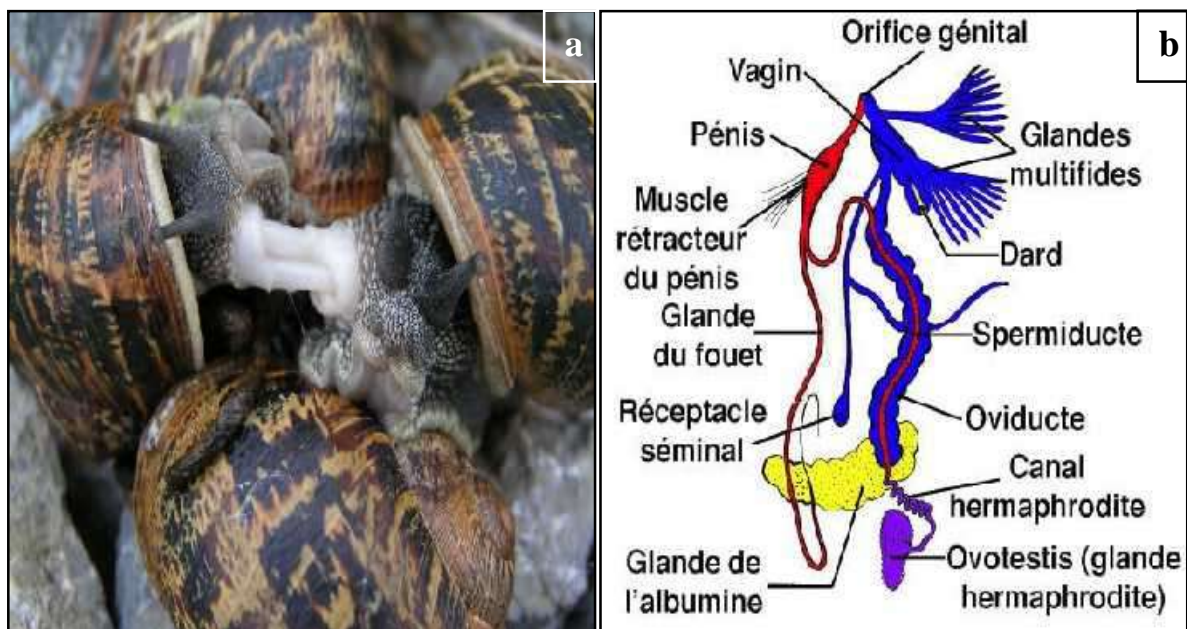 a
b
Orifice génital
Vagin
Pénis
Glandes
multifides
Muscle
rétracteur
du pénis
Dard
Glande
du fouet
Spermiducte
Réceptacle
séminal
Oviducte
Canal
hermaphrodite
Glande de
l'albumine
Ovotestis (glande
hermaphrodite)